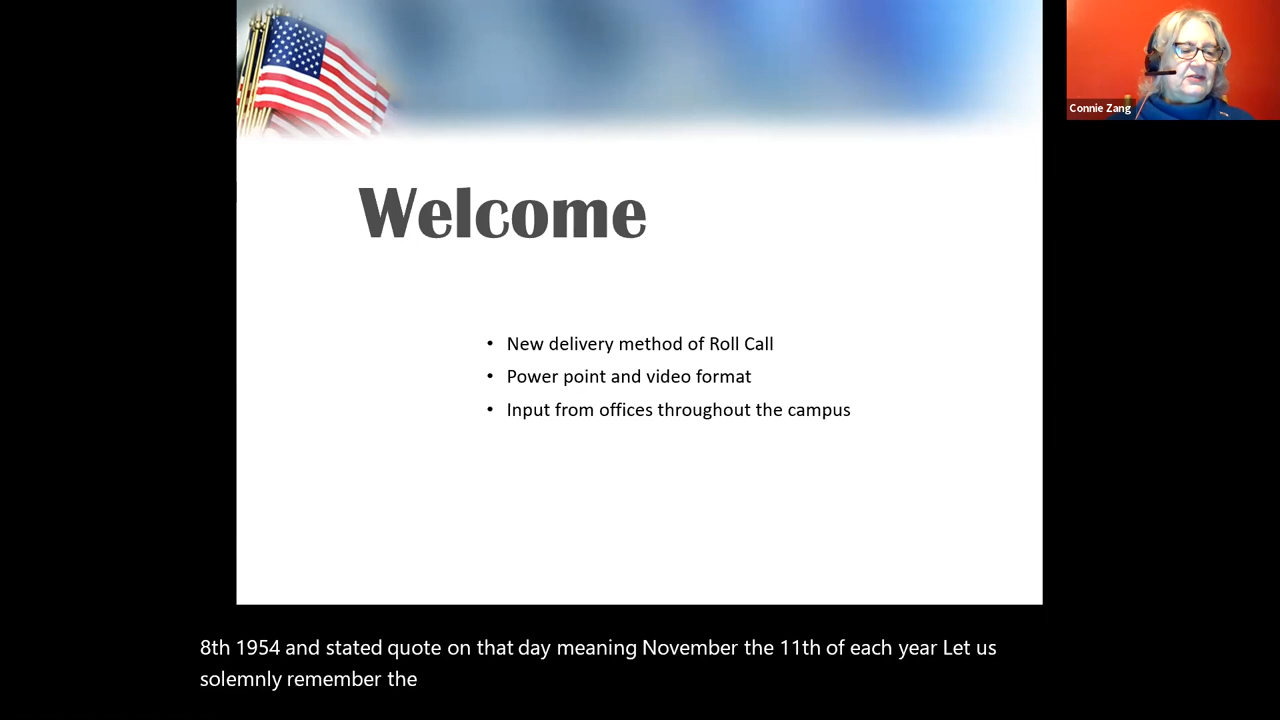 Connie Zang
Welcome
• New delivery method of Roll Call
• Power point and video format
• Input from offices throughout the campus
8th 1954 and stated quote on that day meaning November the 11th of each year Let us
solemnly remember the